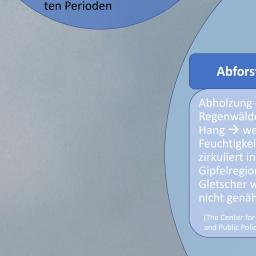 ten Perioden
Abforst
Abholzung
Regenwälde
Hang → we
Feuchtigkei
zirkuliert in
Gipfelregion
Gletscher w
nicht genäh
(The Center for
and Public Polic